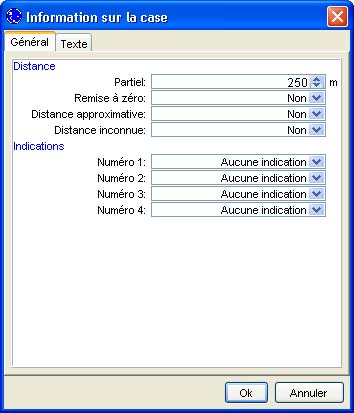 Information sur la case
Général Texte
Distance
Partiel: 250 m
Remise à zéro: Non
Distance approximative: Non
Distance inconnue: Non
Indications
Numéro 1: Aucune indication
Numéro 2: Aucune indication
Numéro 3: Aucune indication
Numéro 4: Aucune indication
Ok Annuler